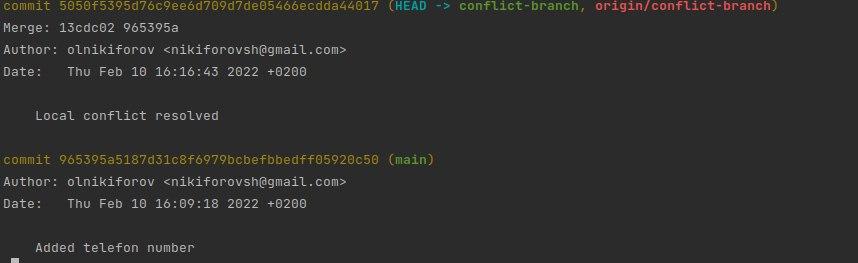 commit 5050f5395d76c9ee6d709d7de05466ecdda44017 (HEAD -> conflict-branch, origin/conflict-branch)
Merge: 13cdc02 965395a
Author: olnikiforov <nikiforovsh@gmail.com>
Date:   Thu Feb 10 16:16:43 2022 +0200
    Local conflict resolved
commit 965395a5187d31c8f6979bcbefbbedff05920c50 (main)
Author: olnikiforov <nikiforovsh@gmail.com>
Date:   Thu Feb 10 16:09:18 2022 +0200
    Added telefon number